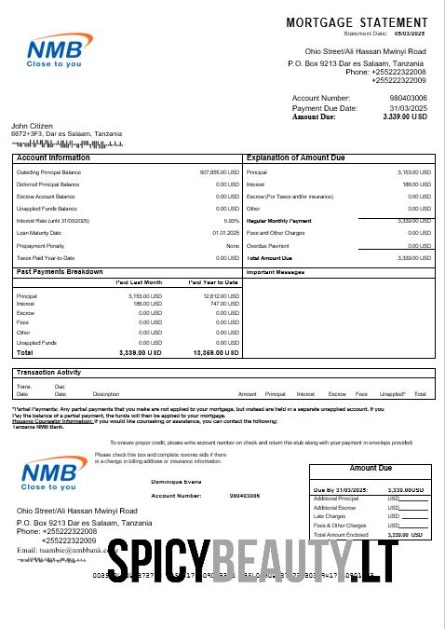 MORTGAGE STATEMENT
Statement Date: 05/03/2025
NMB
Close to you
Ohio Street/Ali Hassan Mwinyi Road
P.O. Box 9213 Dar es Salaam, Tanzania
Phone: +255222322008
+255222322009
Account Number: 980403006
Payment Due Date: 31/03/2025
Amount Due: 3,339.00 USD
John Citizen
6672+3F3, Dar es Salaam, Tanzania
Account Information
Outstanding Principal Balance 507,855.00 USD
Deferred Principal Balance 0.00 USD
Escrow Account Balance 0.00 USD
Unapplied Funds Balance 0.00 USD
Interest Rate (until 31/03/2025)
Loan Maturity Date 01.01.2025
Prepayment Penalty None
Taxes Paid Year-to-Date 0.00 USD
Explanation of Amount Due
Principal 3,153.00 USD
Interest 186.00 USD
Escrow (For Taxes and/or insurance) 0.00 USD
Other 0.00 USD
Regular Monthly Payment 3,339.00 USD
Fees and Other Charges 0.00 USD
Overdue Payment 0.00 USD
Total Amount Due 3,339.00 USD
Past Payments Breakdown
Paid Last Month Paid Year to Date
Principal 3,153.00 USD 12,612.00 USD
Interest 186.00 USD 747.00 USD
Escrow 0.00 USD 0.00 USD
Fees 0.00 USD 0.00 USD
Other 0.00 USD 0.00 USD
Unapplied Funds 0.00 USD 0.00 USD
Total 3,339.00 USD 13,359.00 USD
Important Messages
Transaction Activity
Trans. Date Due Date Description Amount Principal Interest Escrow Fees Unapplied* Total
*Partial Payments: Any partial payments that you make are not applied to your mortgage, but instead are held in a separate unapplied account. If you
pay the balance of a partial payment, the funds will then be applied to your mortgage.
Housing Counselor Information: If you would like counseling or assistance, you can contact the following:
Tanzania NMB Bank.
To ensure proper credit, please write account number on check and return this stub along with your payment in envelope provided.
Please check this box and complete reverse side if there
is a change in billing address or insurance information.
NMB
Close to you
Dominique Evans
Account Number: 980403006
Amount Due
Due By 31/03/2025: 3,339.00USD
Additional Principal USD
Additional Escrow USD
Late Charges USD
Fees & Other Charges USD
Total Amount Enclosed 3,339.00 USD
Ohio Street/Ali Hassan Mwinyi Road
P.O. Box 9213 Dar es Salaam, Tanzania
Phone: +255222322008
+255222322009
SPICYBEAUTY.LT